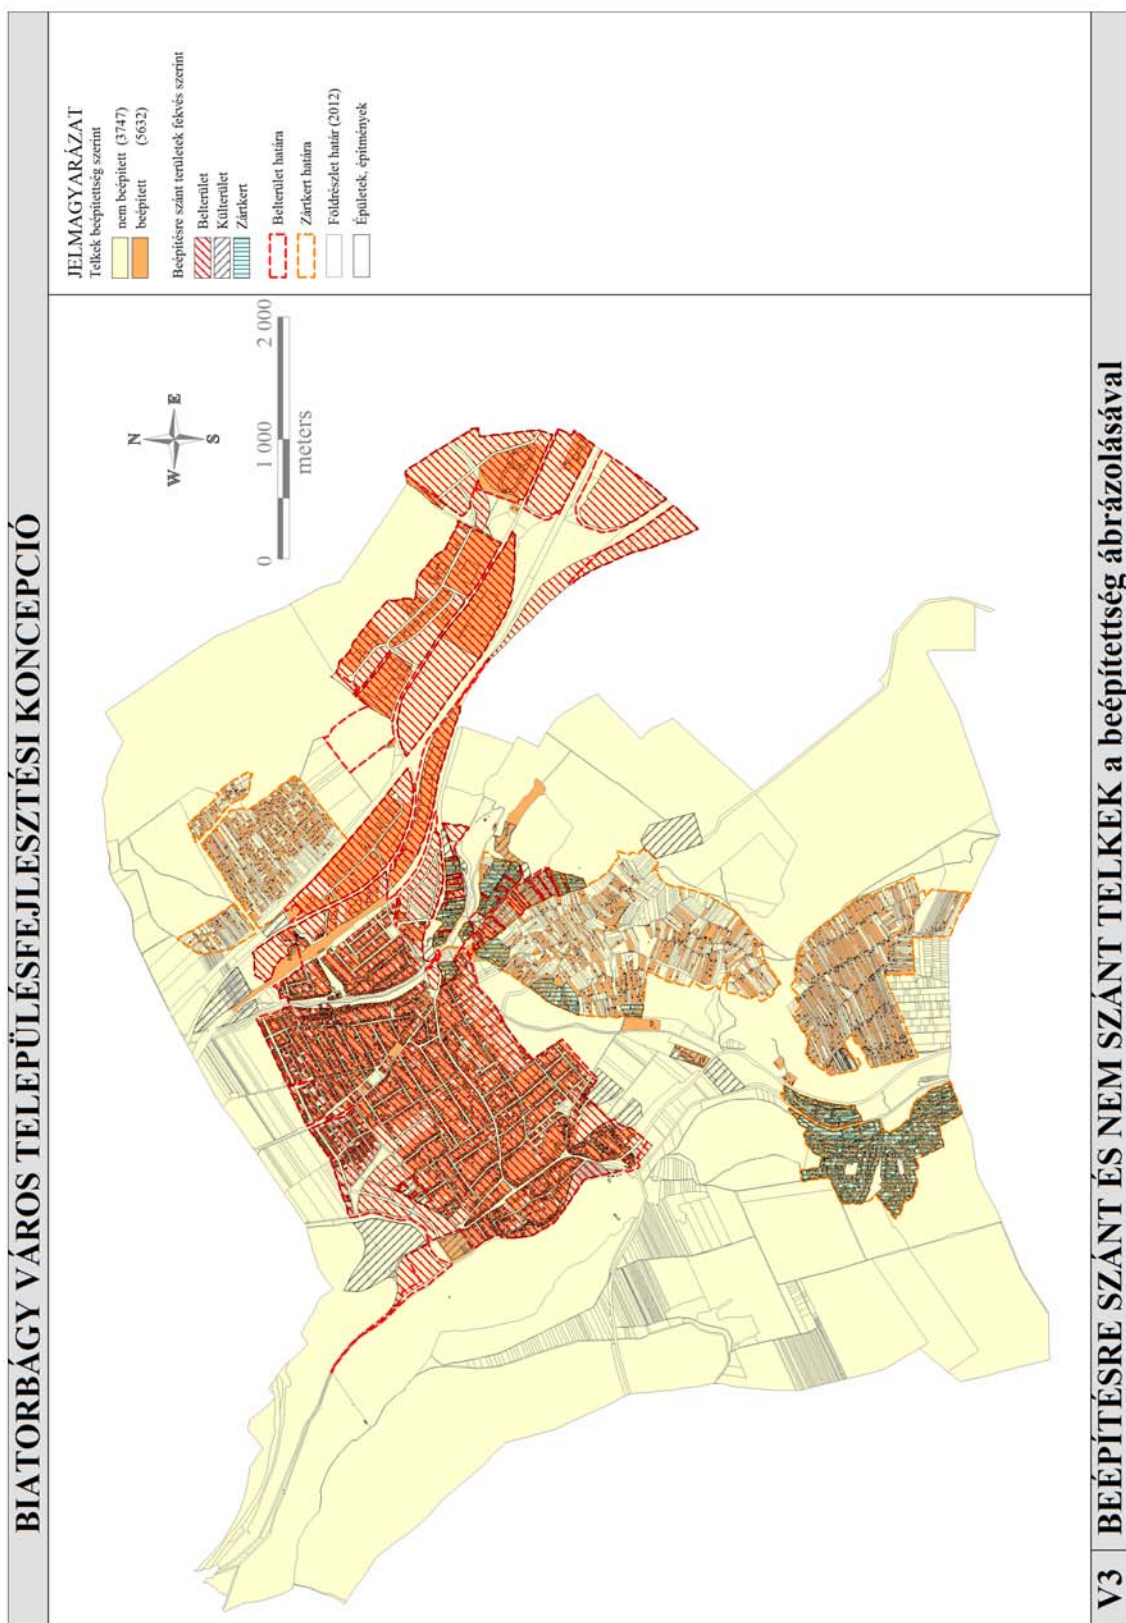 BIATORBÁGY VÁROS TELEPÜLÉSFEJLESZTÉSI KONCEPCIÓ
JELMAGYARÁZAT
Telkek beépítettség szerint
nem beépített (3747)
beépített (5632)
Beépítésre szánt területek fekvés szerint
Belterület
Külterület
Zártkert
Belterület határa
Zártkert határa
Földrészlet határ (2012)
Épületek, építmények
N
W E
S
0 1 000 2 000
meters
V3 BEÉPÍTÉSRE SZÁNT ÉS NEM SZÁNT TELKEK a beépítettség ábrázolásával